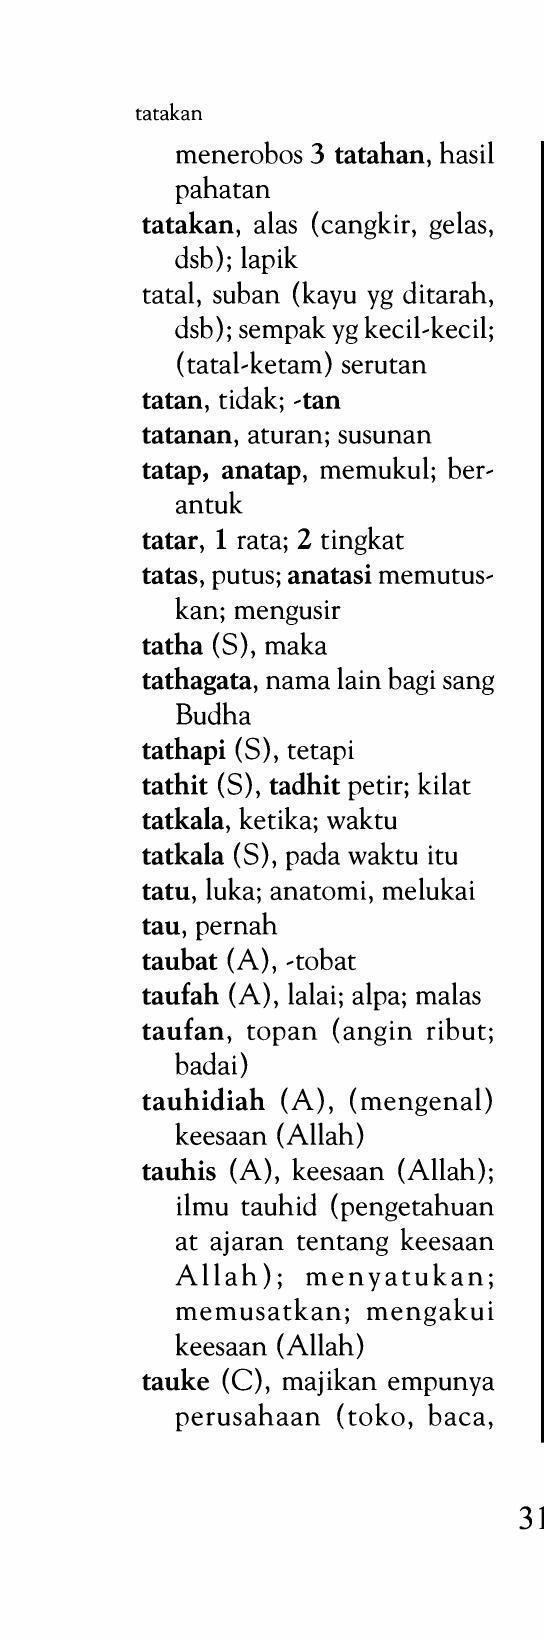 tatakan
menerobos 3 tatahan, hasil
pahatan
tatakan, alas (cangkir, gelas,
dsb); lapik
tatal, suban (kayu yg ditarah,
dsb); sempak yg kecil-kecil;
(tatal-ketam) serutan
tatan, tidak; -tan
tatanan, aturan; susunan
tatap, anatap, memukul; ber-
antuk
tatar, 1 rata; 2 tingkat
tatas, putus; anatasi memutus-
kan; mengusir
tatha (S), maka
tathagata, nama lain bagi sang
Budha
tathapi (S), tetapi
tathit (S), tadhit petir; kilat
tatkala, ketika; waktu
tatkala (S), pada waktu itu
tatu, luka; anatomi, melukai
tau, pernah
taubat (A), -tobat
taufah (A), lalai; alpa; malas
taufan, topan (angin ribut;
badai)
tauhidiah (A), (mengenal)
keesaan (Allah)
tauhis (A), keesaan (Allah);
ilmu tauhid (pengetahuan
at ajaran tentang keesaan
Allah); menyatukan;
memusatkan; mengakui
keesaan (Allah)
tauke (C), majikan empunya
perusahaan (toko, baca,
31